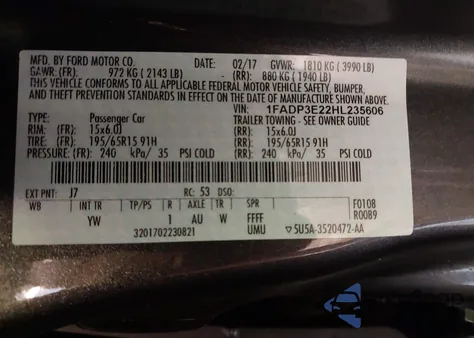 MFD. BY FORD MOTOR CO. DATE: 02/17 GVWR: 1810 KG ( 3990 LB)
GAWR: (FR): 972 KG ( 2143 LB) (RR): 880 KG ( 1940 LB)
THIS VEHICLE CONFORMS TO ALL APPLICABLE FEDERAL MOTOR VEHICLE SAFETY, BUMPER,
AND THEFT PREVENTION STANDARDS IN EFFECT ON THE DATE OF MANUFACTURE SHOWN ABOVE.
VIN: 1FADP3E22HL235606
TYPE: Passenger Car TRAILER TOWING - SEE OWNER GUIDE
RIM: (FR): 15x6.0J (RR): 15x6.0J
TIRE: (FR): 195/65R15 91H (RR): 195/65R15 91H
PRESSURE: (FR): 240 kPa/ 35 PSI COLD (RR): 240 kPa/ 35 PSI COLD
EXT PNT: J7 RC: 53 DSO:
WB INT TR TP/PS R AXLE TR SPR F0108
YW 1 AU W FFFF R00B9
3201702230821 UMU 5U5A-3520472-AA